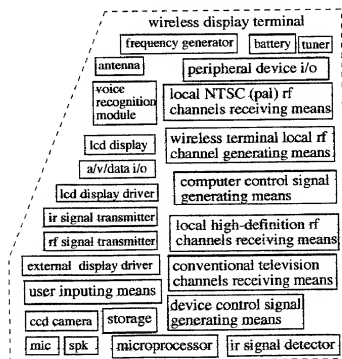 wireless display terminal
frequency generator
battery
tuner
antenna
peripheral device i/o
voice
recognition
module
local NTSC (pal) rf
channels receiving means
lcd display
wireless terminal local rf
channel generating means
a/v/data i/o
lcd display driver
computer control signal
generating means
ir signal transmitter
rf signal transmitter
local high-definition rf
channels receiving means
external display driver
conventional television
channels receiving means
user inputing means
device control signal
generating means
ccd camera
storage
mic
spk
microprocessor
ir signal detector